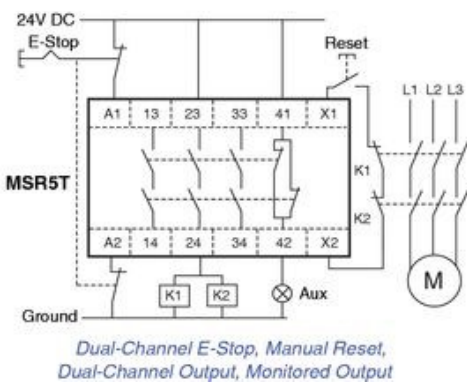 24V DC
E-Stop
Reset
L1 L2 L3
A1 13 23 33 41 X1
MSR5T
K1
K2
A2 14 24 34 42 X2
K1 K2
Aux
M
Ground
Dual-Channel E-Stop, Manual Reset,
Dual-Channel Output, Monitored Output